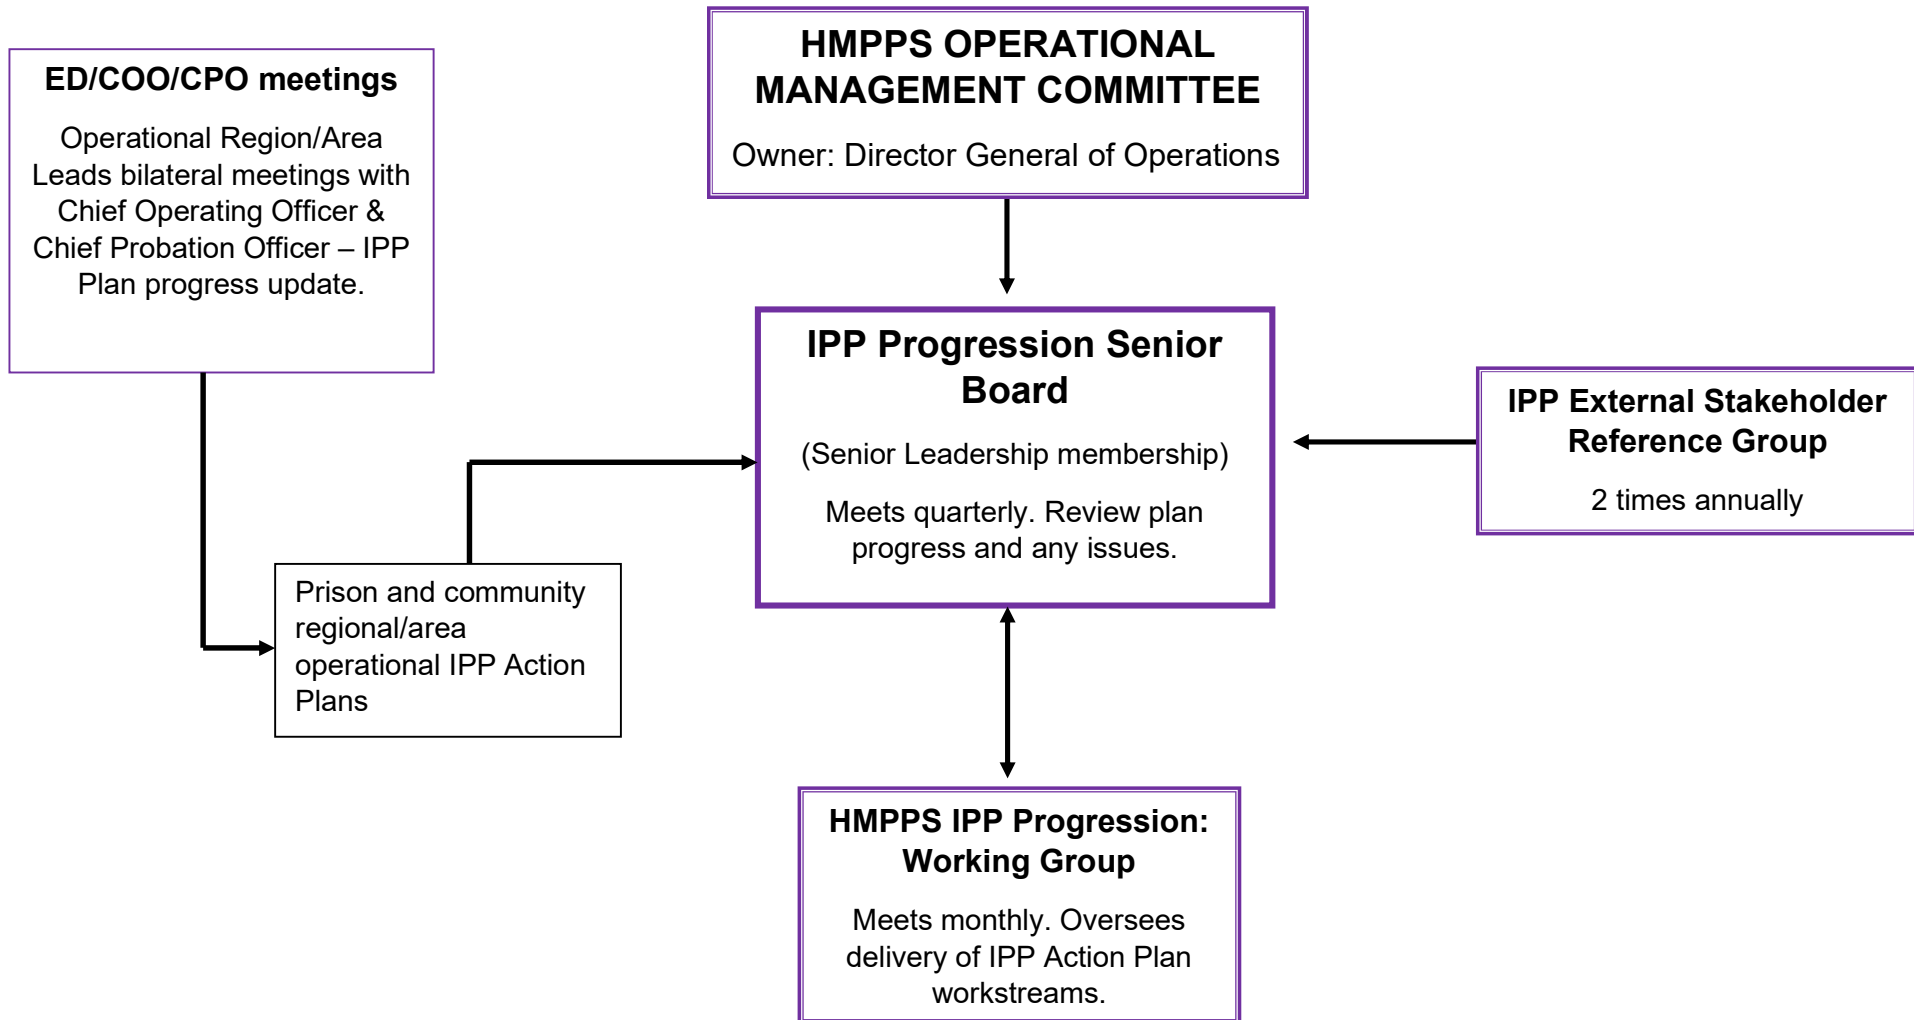 ED/COO/CPO meetings
Operational Region/Area
Leads bilateral meetings with
Chief Operating Officer &
Chief Probation Officer – IPP
Plan progress update.
HMPPS OPERATIONAL
MANAGEMENT COMMITTEE
Owner: Director General of Operations
IPP Progression Senior
Board
(Senior Leadership membership)
Meets quarterly. Review plan
progress and any issues.
IPP External Stakeholder
Reference Group
2 times annually
Prison and community
regional/area
operational IPP Action
Plans
HMPPS IPP Progression:
Working Group
Meets monthly. Oversees
delivery of IPP Action Plan
workstreams.